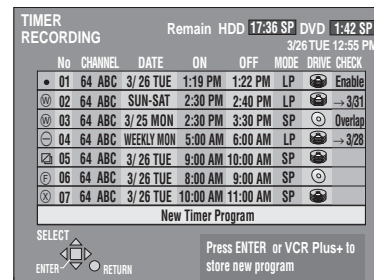 TIMER RECORDING
Remain HDD 17:36 SP DVD 1:42 SP
3/26 TUE 12:55 PM
No CHANNEL DATE ON OFF MODE DRIVE CHECK
01 64 ABC 3/26 TUE 1:19 PM 1:22 PM LP Enable
W 02 64 ABC SUN-SAT 2:30 PM 2:40 PM LP → 3/31
W 03 64 ABC 3/25 MON 2:30 PM 3:30 PM SP Overlap
04 64 ABC WEEKLY MON 5:00 AM 6:00 AM LP → 3/28
05 64 ABC 3/26 TUE 9:00 AM 10:00 AM SP
F 06 64 ABC 3/26 TUE 8:00 AM 9:00 AM SP
X 07 64 ABC 3/26 TUE 10:00 AM 11:00 AM SP
New Timer Program
SELECT
ENTER RETURN
Press ENTER or VCR Plus+ to
store new program